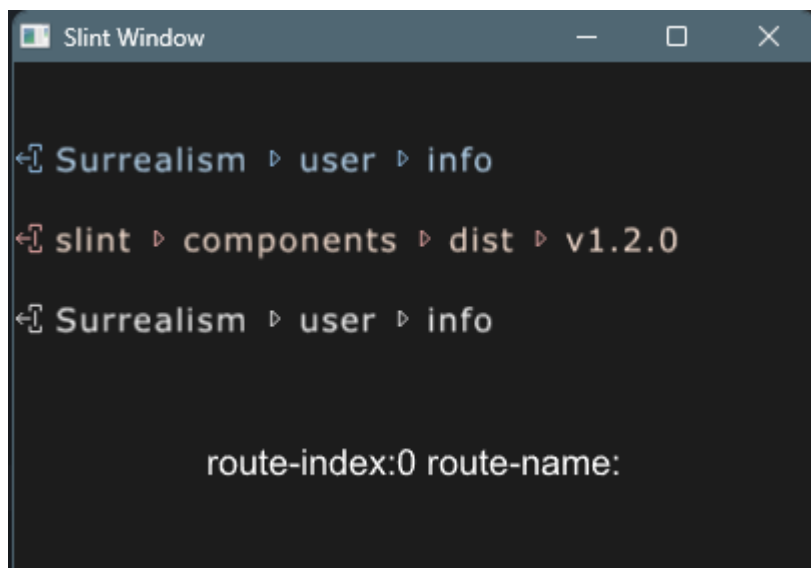 Slint Window
Surrealism ▹ user ▹ info
slint ▹ components ▹ dist ▹ v1.2.0
Surrealism ▹ user ▹ info
route-index:0 route-name: